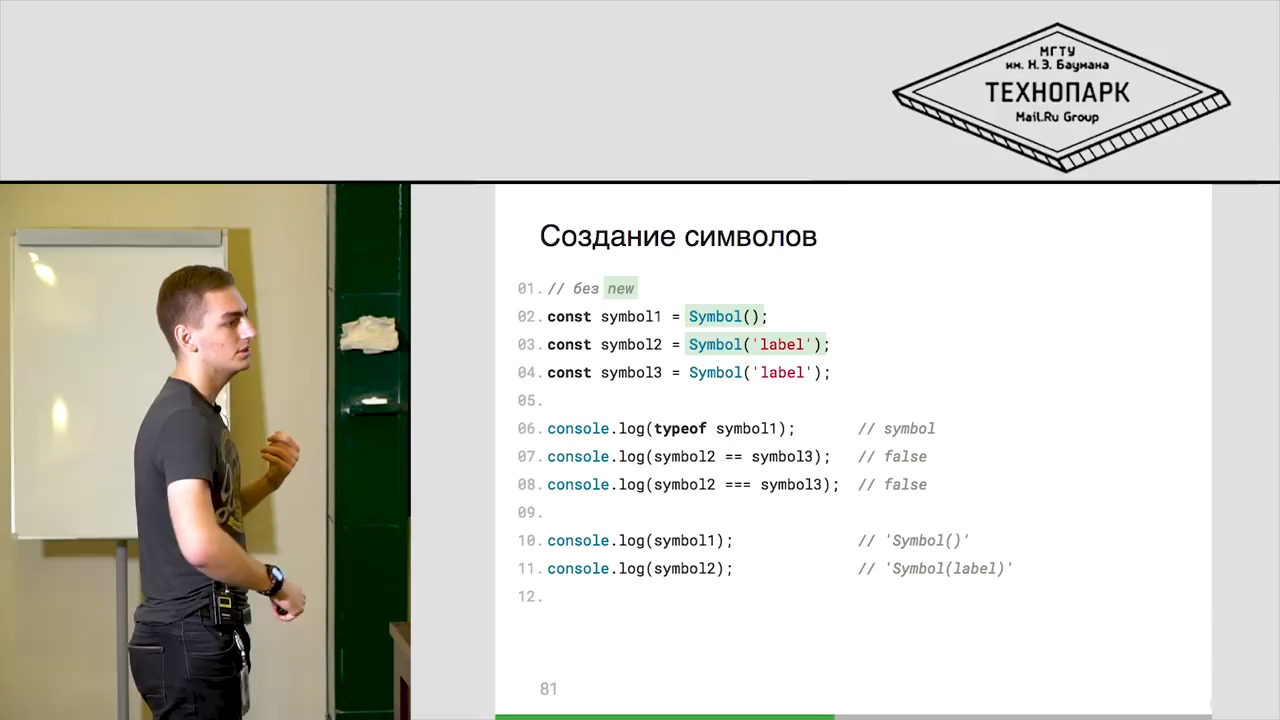 МГТУ
им. Н.Э. Баумана
ТЕХНОПАРК
Mail.Ru Group
Создание символов
01. // без new
02. const symbol1 = Symbol();
03. const symbol2 = Symbol('label');
04. const symbol3 = Symbol('label');
05.
06. console.log(typeof symbol1); // symbol
07. console.log(symbol2 == symbol3); // false
08. console.log(symbol2 === symbol3); // false
09.
10. console.log(symbol1); // 'Symbol()'
11. console.log(symbol2); // 'Symbol(label)'
12.
81